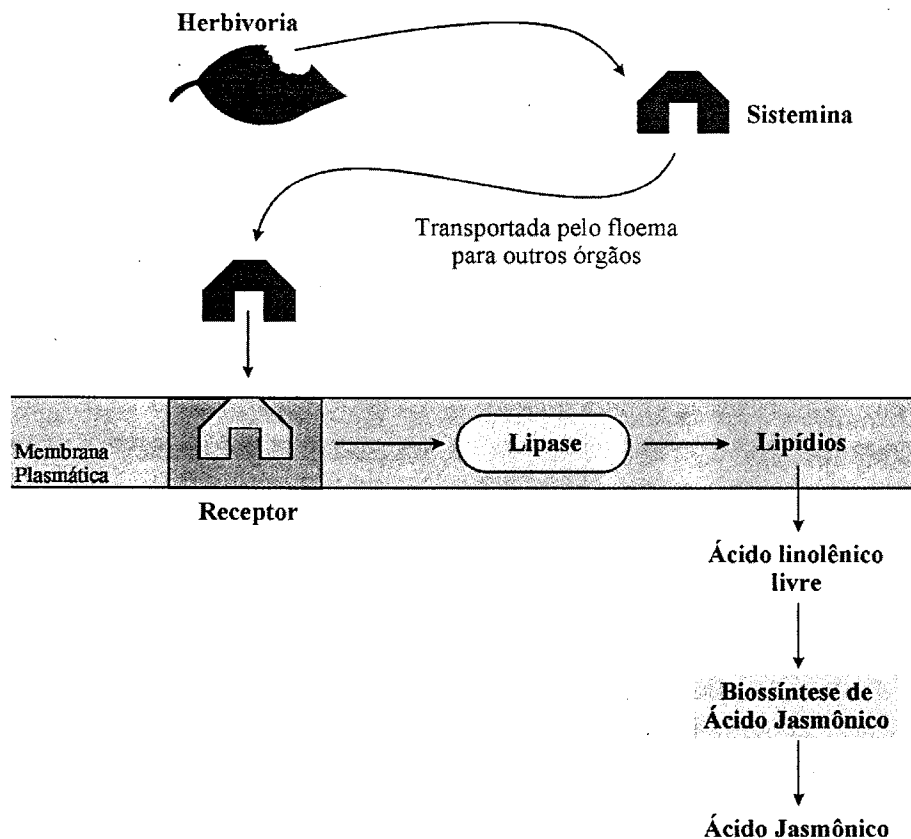 Herbivoria
Sistemina
Transportada pelo floema
para outros órgãos
Membrana
Plasmática
Lipase
Lipídios
Receptor
Ácido linolênico
livre
Biossíntese de
Ácido Jasmônico
Ácido Jasmônico